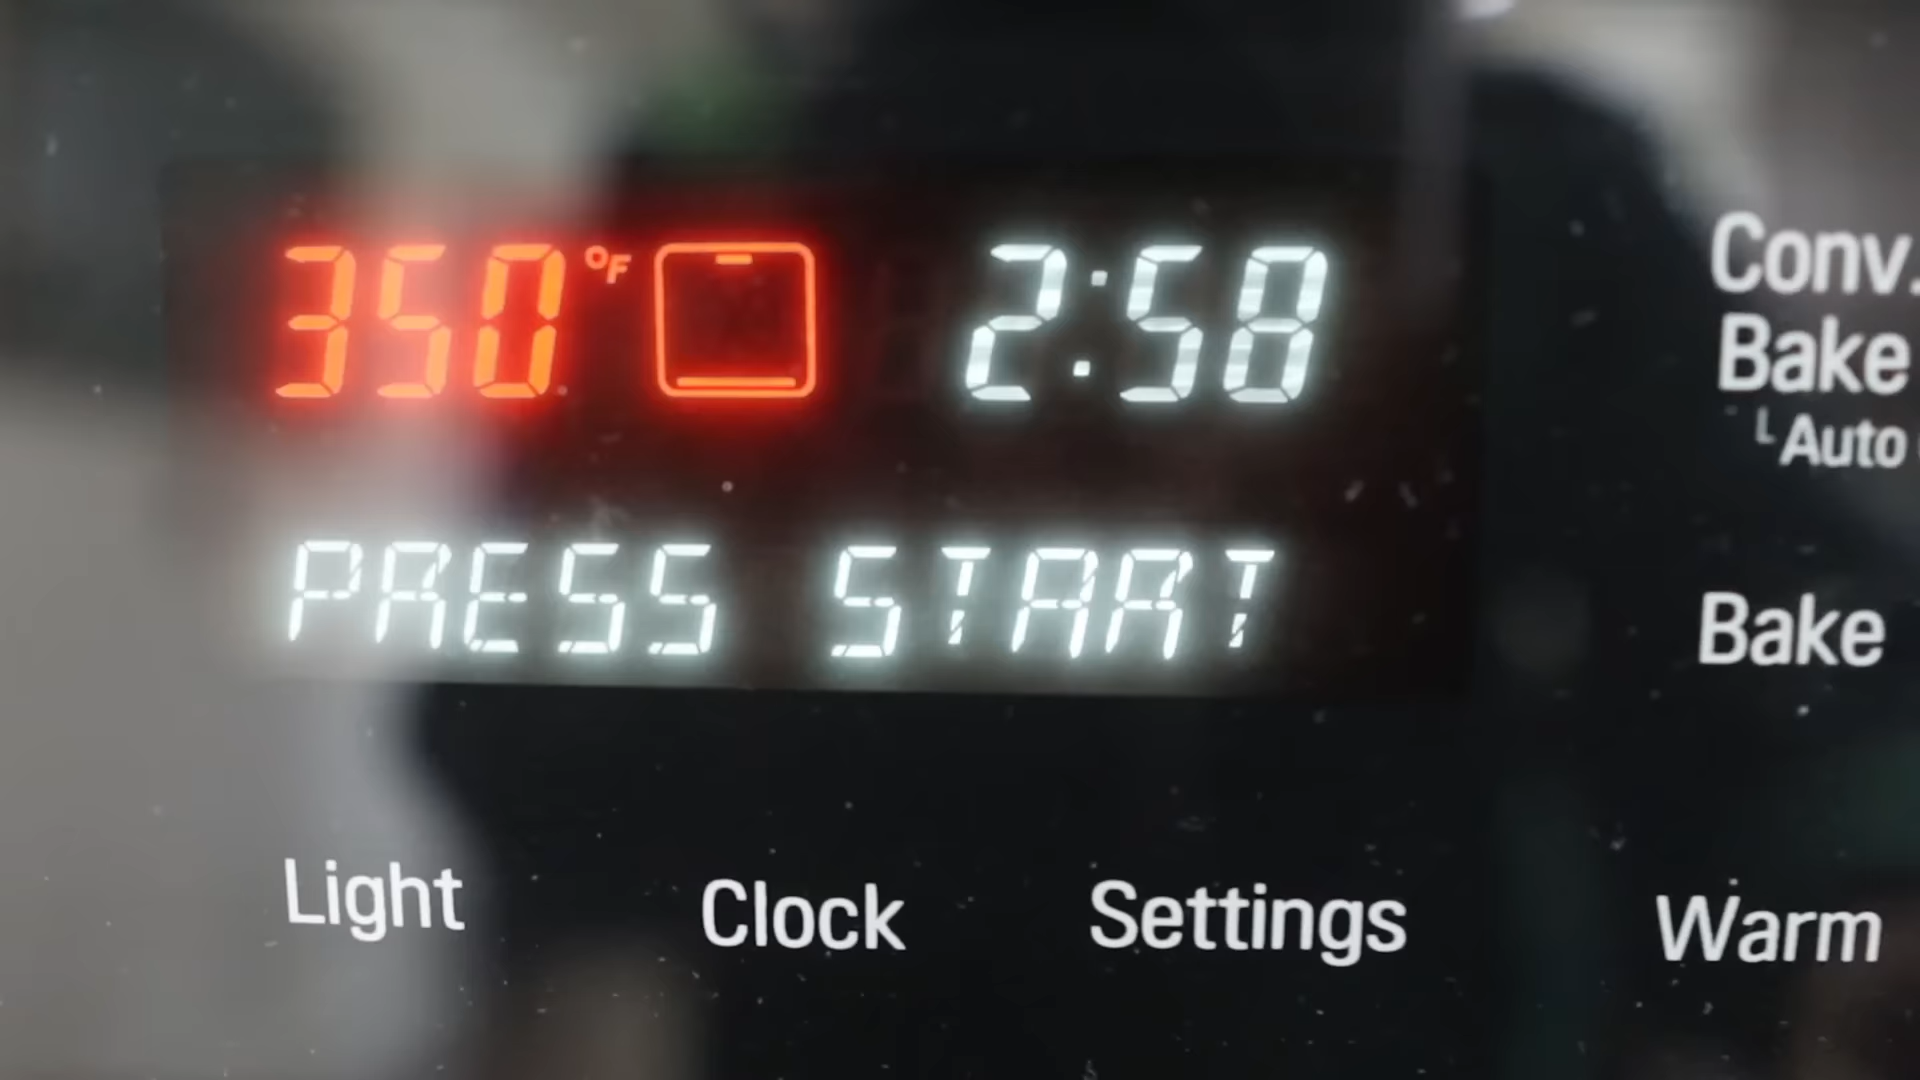 350°F 2:58
PRESS START
Conv.
Bake
Auto
Bake
Light Clock Settings Warm